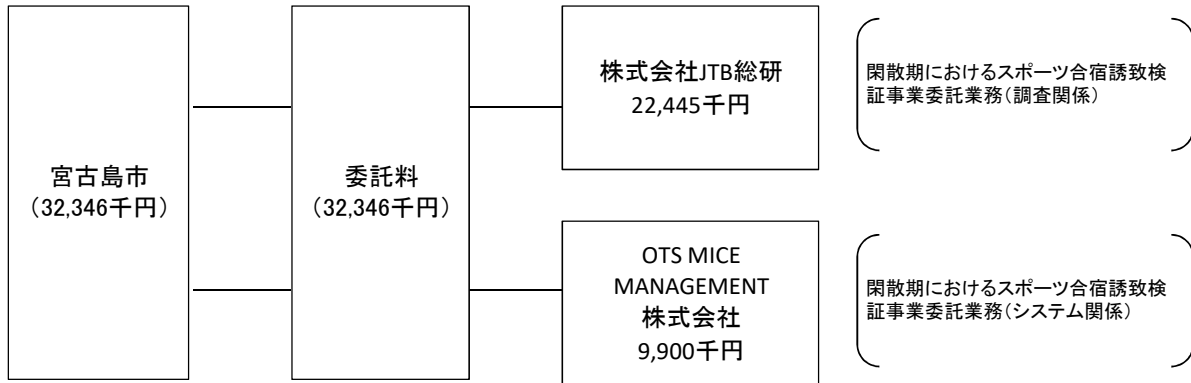 宮古島市
（32,346千円）
委託料
（32,346千円）
株式会社JTB総研
22,445千円
閑散期におけるスポーツ合宿誘致検
証事業委託業務（調査関係）
OTS MICE
MANAGEMENT
株式会社
9,900千円
閑散期におけるスポーツ合宿誘致検
証事業委託業務（システム関係）